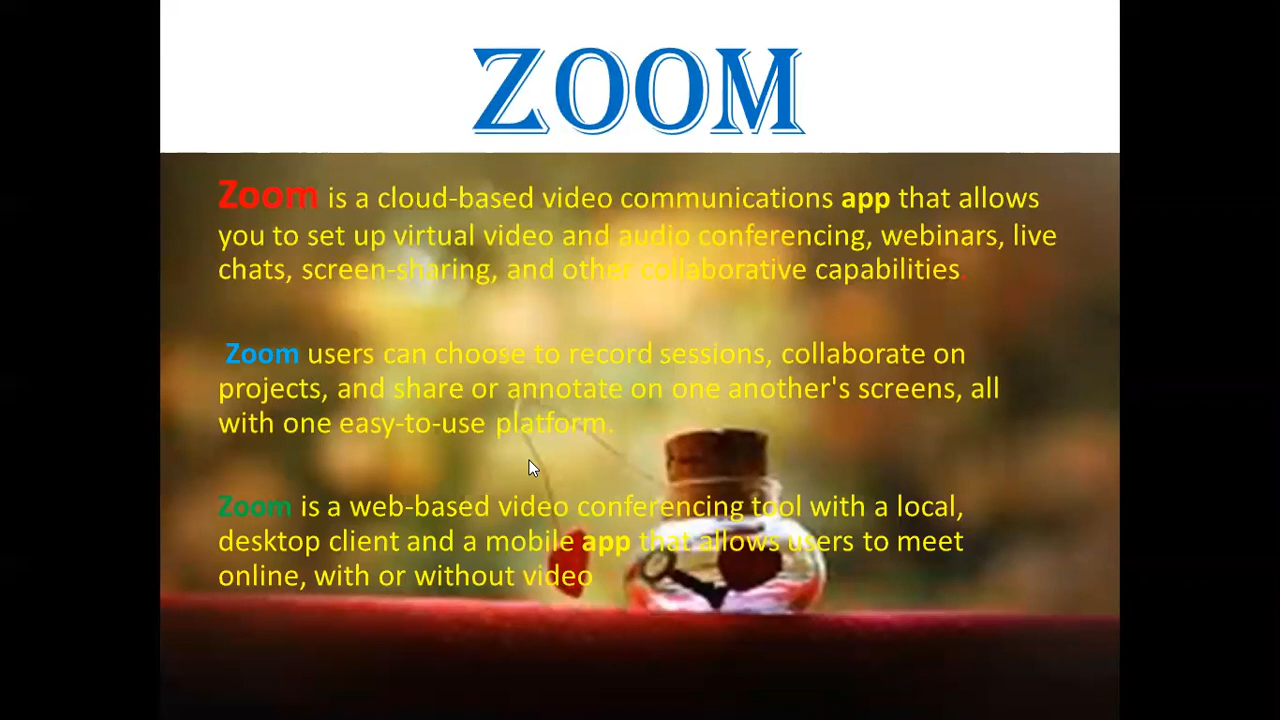 ZOOM
Zoom is a cloud-based video communications app that allows
you to set up virtual video and audio conferencing, webinars, live
chats, screen-sharing, and other collaborative capabilities
Zoom users can choose to record sessions, collaborate on
projects, and share or annotate on one another's screens, all
with one easy-to-use platform.
Zoom is a web-based video conferencing tool with a local,
desktop client and a mobile app that allows users to meet
online, with or without video